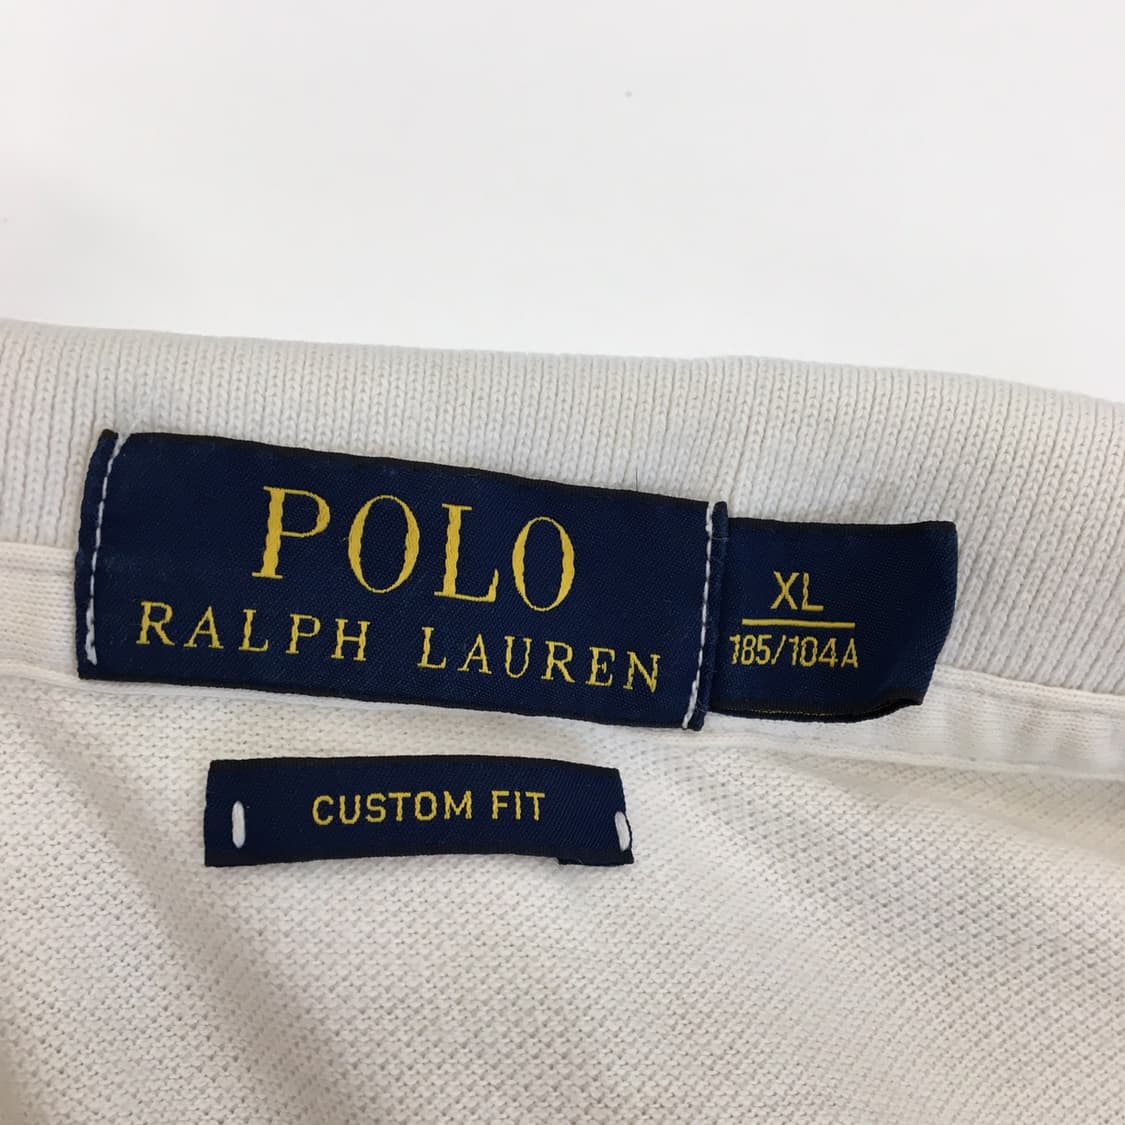 POLO
RALPH LAUREN
XL
185/104A
CUSTOM FIT